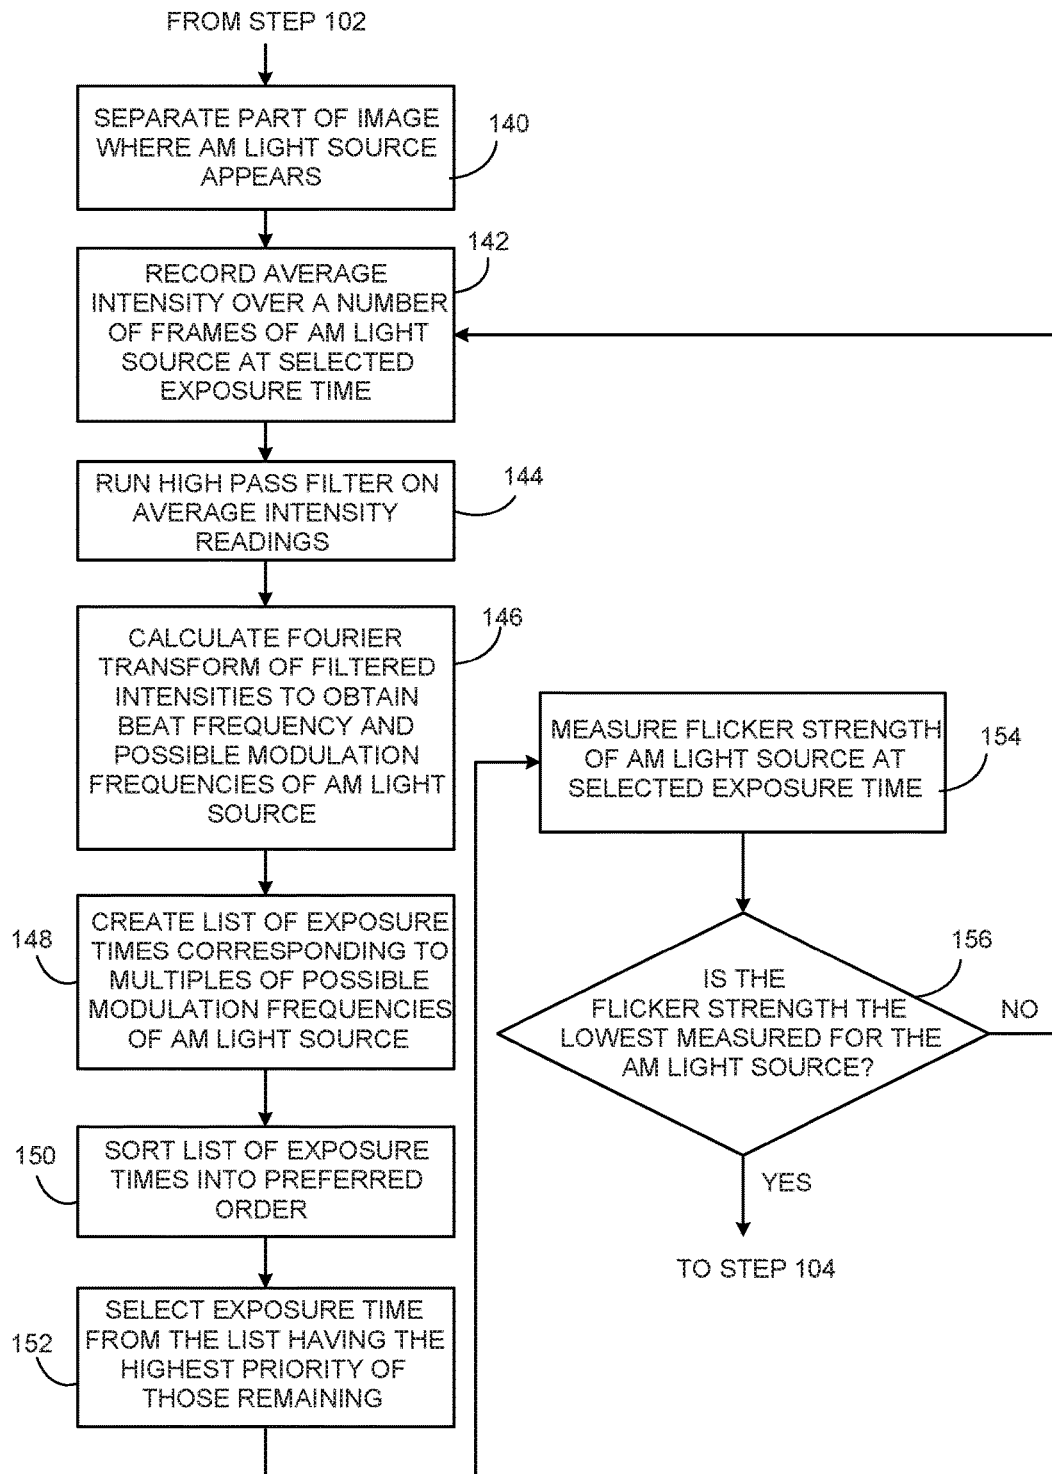 FROM STEP 102
SEPARATE PART OF IMAGE
WHERE AM LIGHT SOURCE
APPEARS
140
142
RECORD AVERAGE
INTENSITY OVER A NUMBER
OF FRAMES OF AM LIGHT
SOURCE AT SELECTED
EXPOSURE TIME
RUN HIGH PASS FILTER ON
AVERAGE INTENSITY
READINGS
144
CALCULATE FOURIER
TRANSFORM OF FILTERED
INTENSITIES TO OBTAIN
BEAT FREQUENCY AND
POSSIBLE MODULATION
FREQUENCIES OF AM LIGHT
SOURCE
146
148
CREATE LIST OF EXPOSURE
TIMES CORRESPONDING TO
MULTIPLES OF POSSIBLE
MODULATION FREQUENCIES
OF AM LIGHT SOURCE
150
SORT LIST OF EXPOSURE
TIMES INTO PREFERRED
ORDER
152
SELECT EXPOSURE TIME
FROM THE LIST HAVING THE
HIGHEST PRIORITY OF
THOSE REMAINING
MEASURE FLICKER STRENGTH
OF AM LIGHT SOURCE AT
SELECTED EXPOSURE TIME
154
156
IS THE
FLICKER STRENGTH THE
LOWEST MEASURED FOR THE
AM LIGHT SOURCE?
NO
YES
TO STEP 104